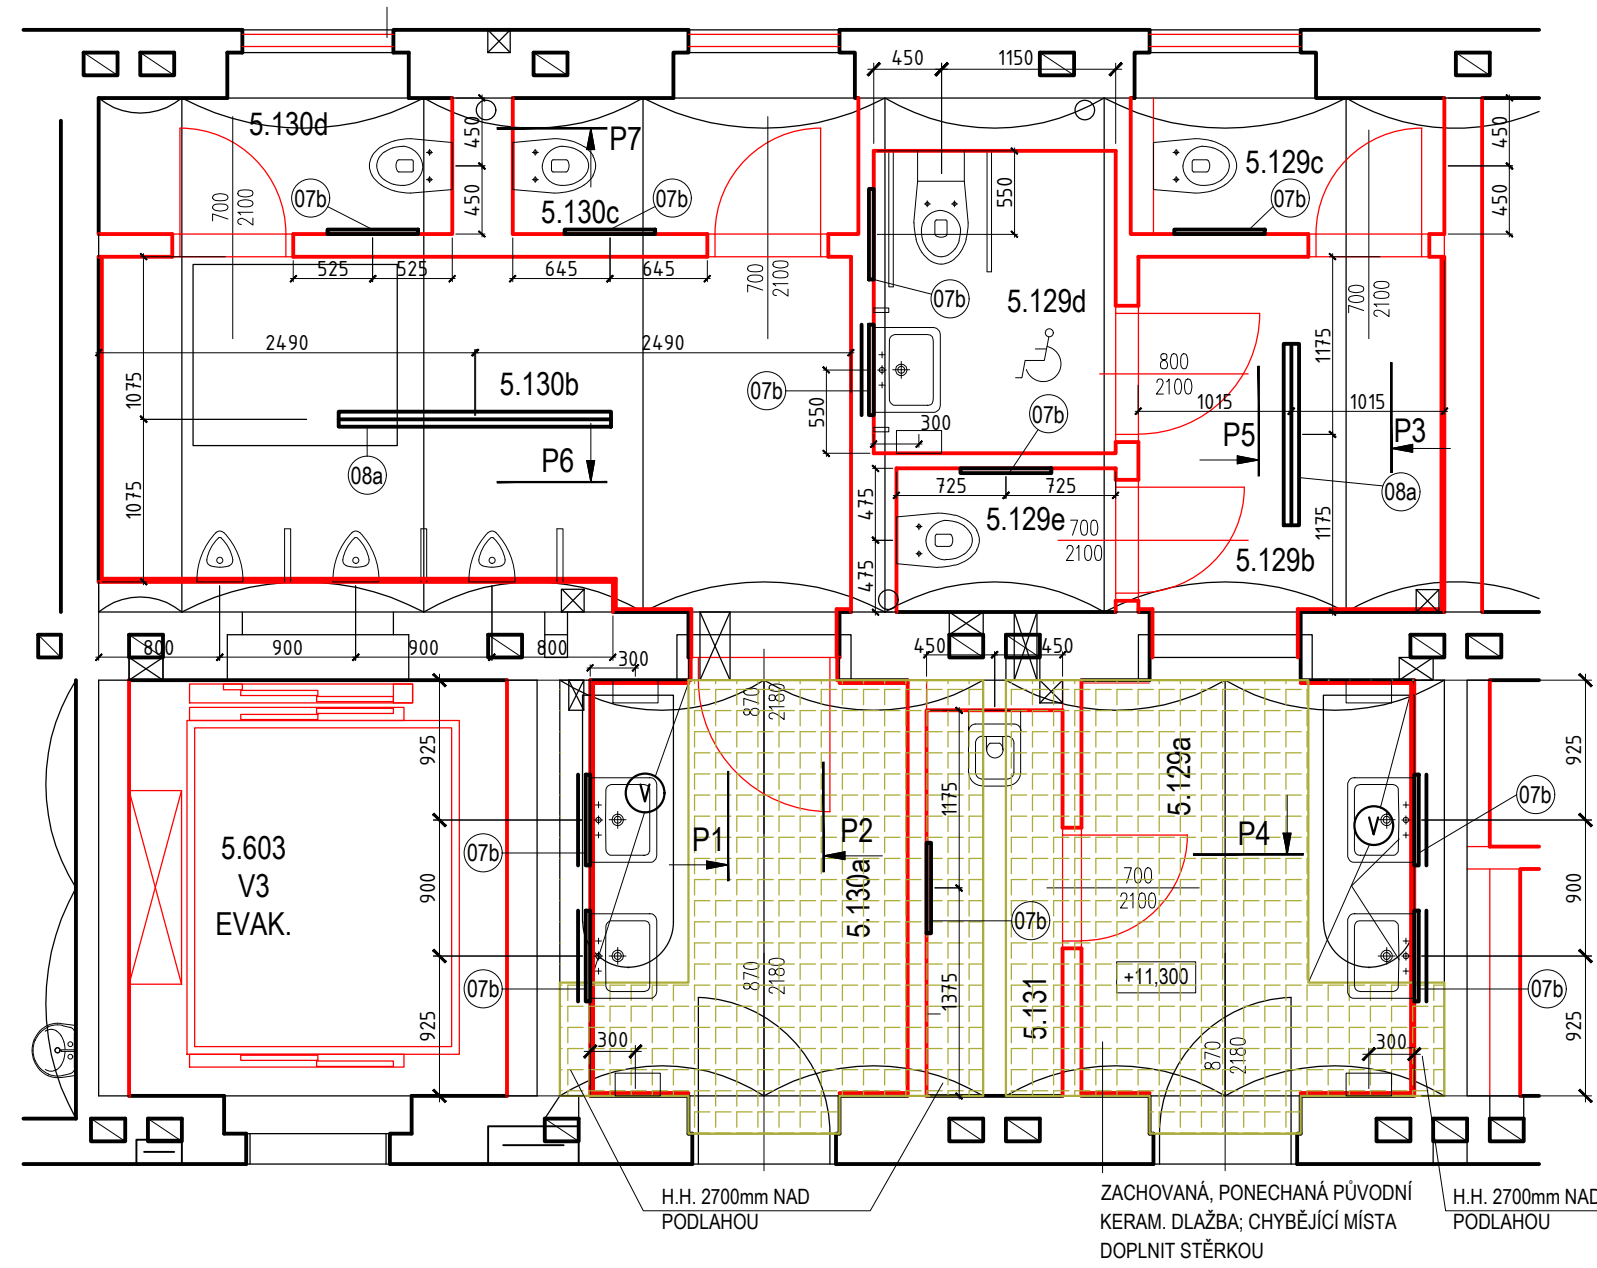 450
1150
5.130d
450
P7
5.129c
450
07b
07b
07b
700
2100
450
5.130c
550
450
525
525
645
645
700
2100
07b
5.129d
700
2100
1175
2490
2490
1075
5.130b
07b
550
800
2100
300
07b
1015
1015
P5
P3
08a
P6
08a
1075
725
725
475
5.129e
700
2100
1175
5.129b
475
800
900
900
800
300
450
450
870
2180
925
1175
5.129a
925
07b
V
V
5.603
V3
EVAK.
07b
P1
P2
P4
900
5.130a
700
2100
07b
900
870
2180
+11,300
07b
1375
5.131
07b
925
300
870
2180
300
925
H.H. 2700mm NAD
PODLAHOU
ZACHOVANÁ, PONECHANÁ PŮVODNÍ
KERAM. DLAŽBA; CHYBĚJÍCÍ MÍSTA
DOPLNIT STĚRKOU
H.H. 2700mm NAD
PODLAHOU